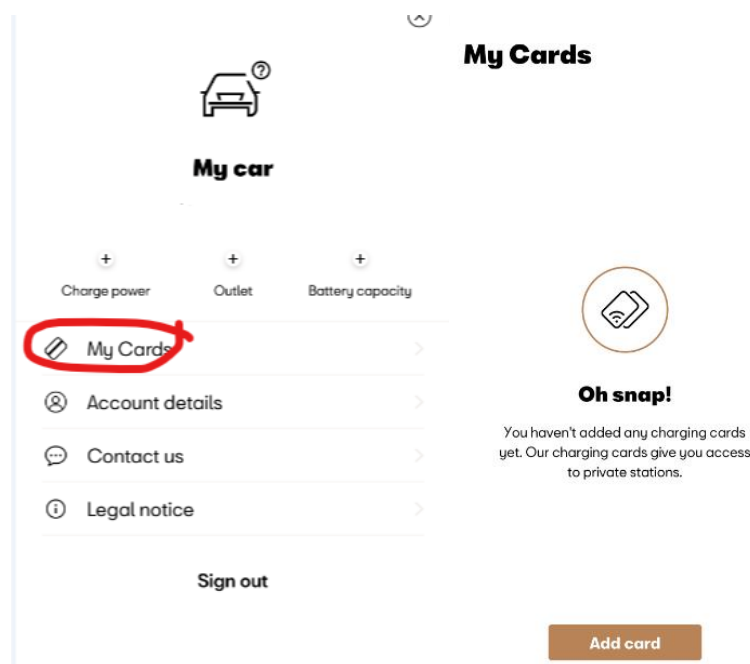 My car
+ + +
Charge power Outlet Battery capacity
My Cards
Account details
Contact us
Legal notice
Sign out
My Cards
Oh snap!
You haven't added any charging cards
yet. Our charging cards give you access
to private stations.
Add card